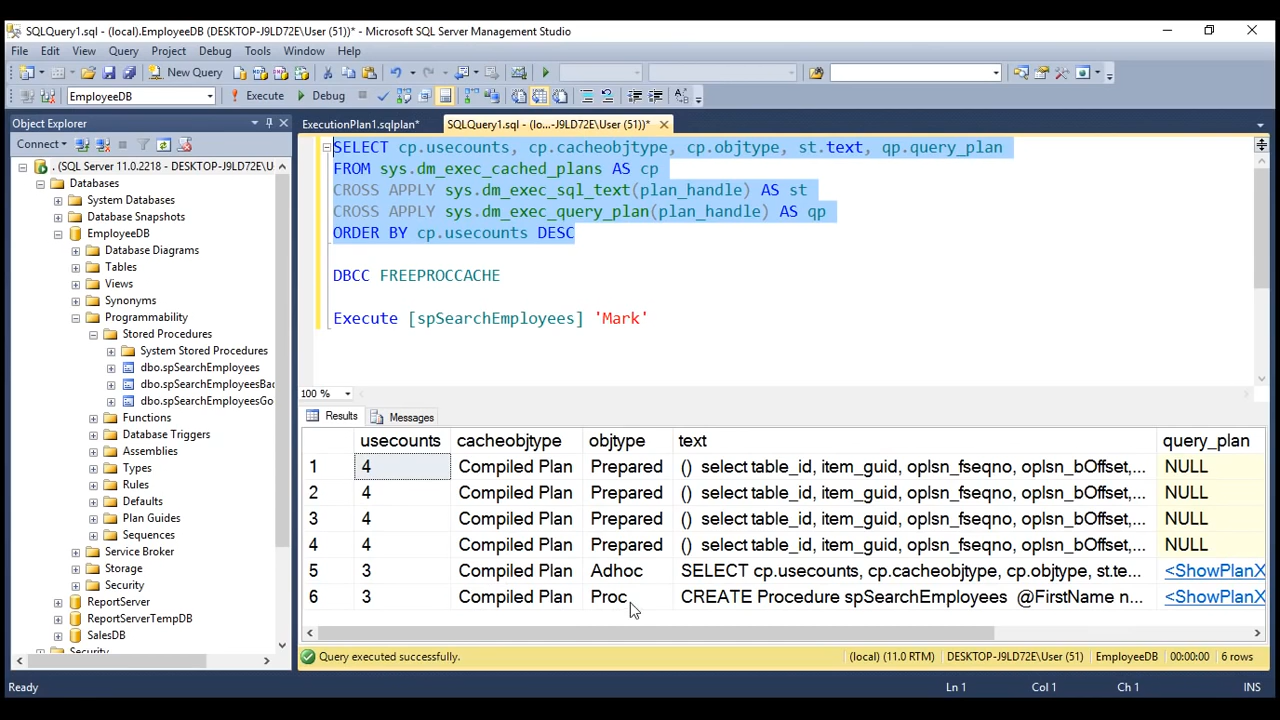 SQLQuery1.sql - (local).EmployeeDB (DESKTOP-J9LD72E\User (51))* - Microsoft SQL Server Management Studio
File Edit View Query Project Debug Tools Window Help
New Query
EmployeeDB Execute Debug
Object Explorer
ExecutionPlan1.sqlplan* SQLQuery1.sql - (lo...-J9LD72E\User (51))*
Connect
. (SQL Server 11.0.2218 - DESKTOP-J9LD72E\User)
Databases
System Databases
Database Snapshots
EmployeeDB
Database Diagrams
Tables
Views
Synonyms
Programmability
Stored Procedures
System Stored Procedures
dbo.spSearchEmployees
dbo.spSearchEmployeesBa
dbo.spSearchEmployeesGo
Functions
Database Triggers
Assemblies
Types
Rules
Defaults
Plan Guides
Sequences
Service Broker
Storage
Security
ReportServer
ReportServerTempDB
SalesDB
Security
SELECT cp.usecounts, cp.cacheobjtype, cp.objtype, st.text, qp.query_plan
FROM sys.dm_exec_cached_plans AS cp
CROSS APPLY sys.dm_exec_sql_text(plan_handle) AS st
CROSS APPLY sys.dm_exec_query_plan(plan_handle) AS qp
ORDER BY cp.usecounts DESC
DBCC FREEPROCCACHE
Execute [spSearchEmployees] 'Mark'
100 %
Results Messages
usecounts cacheobjtype objtype text query_plan
1 4 Compiled Plan Prepared () select table_id, item_guid, oplsn_fseqno, oplsn_bOffset,... NULL
2 4 Compiled Plan Prepared () select table_id, item_guid, oplsn_fseqno, oplsn_bOffset,... NULL
3 4 Compiled Plan Prepared () select table_id, item_guid, oplsn_fseqno, oplsn_bOffset,... NULL
4 4 Compiled Plan Prepared () select table_id, item_guid, oplsn_fseqno, oplsn_bOffset,... NULL
5 3 Compiled Plan Adhoc SELECT cp.usecounts, cp.cacheobjtype, cp.objtype, st.te... <ShowPlanX
6 3 Compiled Plan Proc CREATE Procedure spSearchEmployees @FirstName n... <ShowPlanX
Query executed successfully. (local) (11.0 RTM) DESKTOP-J9LD72E\User (51) EmployeeDB 00:00:00 6 rows
Ready Ln 1 Col 1 Ch 1 INS